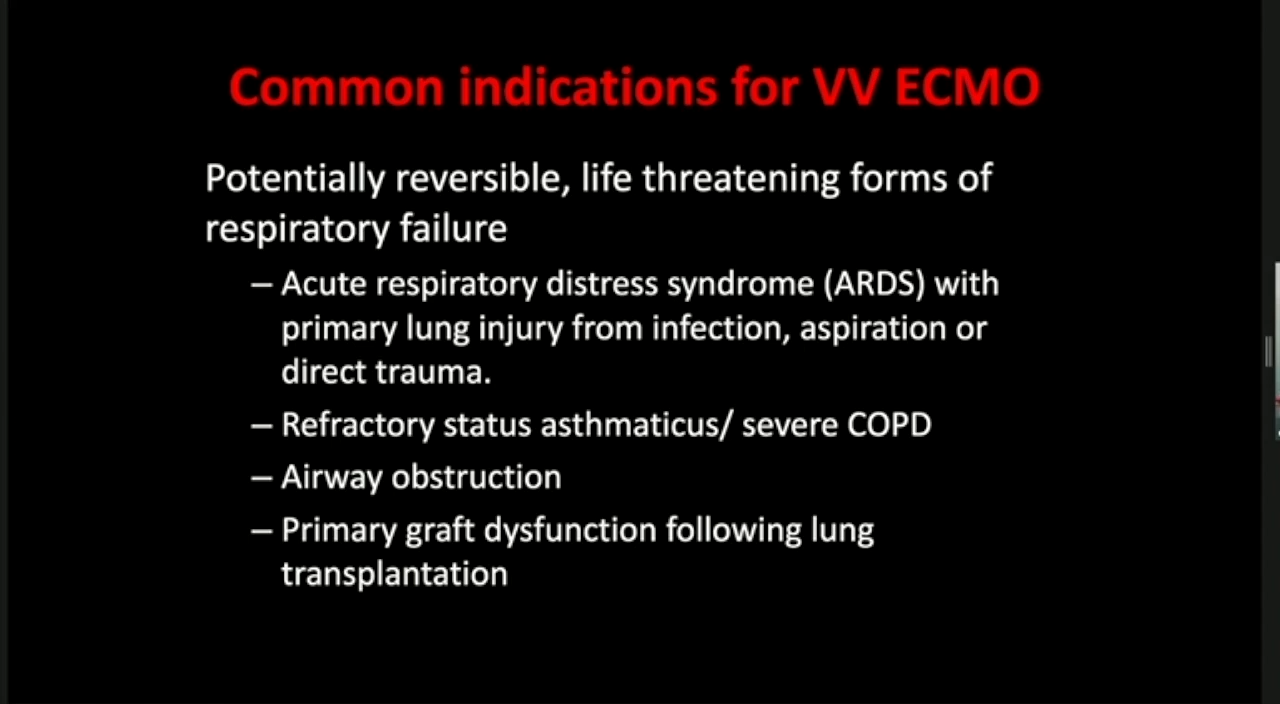 Common indications for VV ECMO
Potentially reversible, life threatening forms of
respiratory failure
– Acute respiratory distress syndrome (ARDS) with
primary lung injury from infection, aspiration or
direct trauma.
– Refractory status asthmaticus/ severe COPD
– Airway obstruction
– Primary graft dysfunction following lung
transplantation